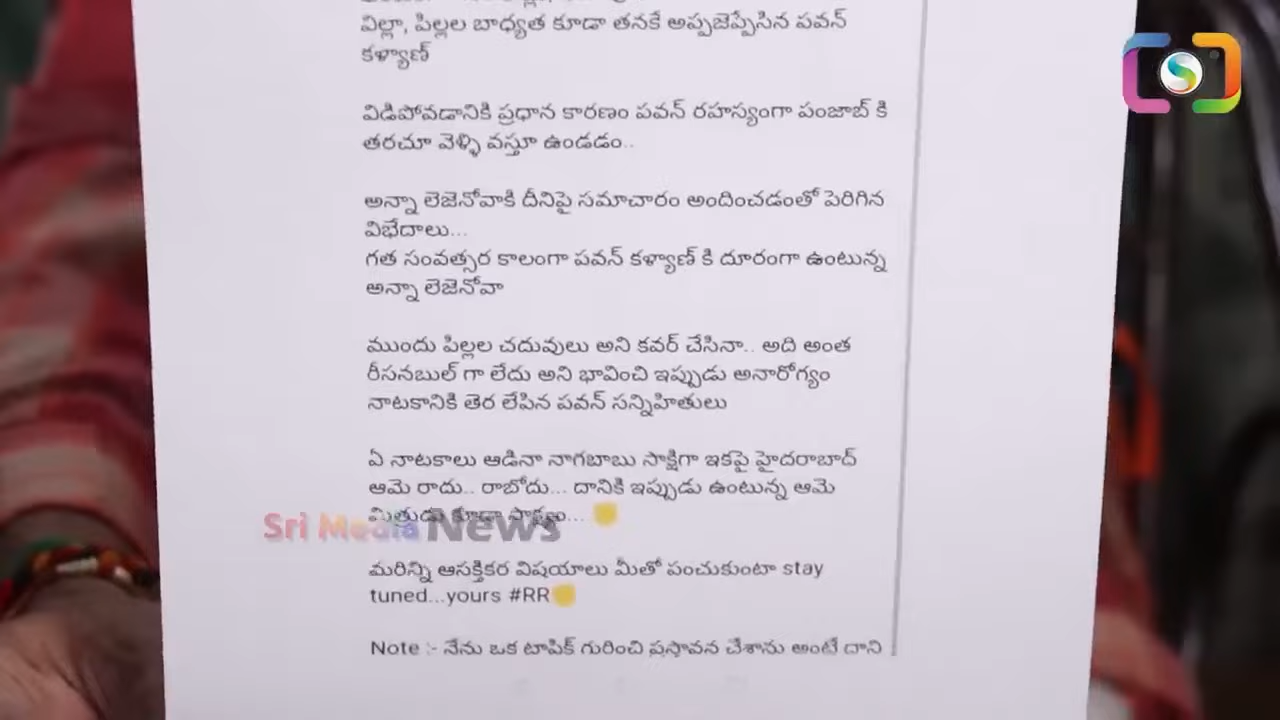 విల్లా, పిల్లల బాధ్యత కూడా తనకే అప్పజెప్పేసిన పవన్
కళ్యాణ్
విడిపోవడానికి ప్రధాన కారణం పవన్ రహస్యంగా పంజాబ్ కి
తరచూ వెళ్ళి వస్తూ ఉండడం..
అన్నా లెజెనోవాకి దీనిపై సమాచారం అందించడంతో పెరిగిన
విభేదాలు...
గత సంవత్సర కాలంగా పవన్ కళ్యాణ్ కి దూరంగా ఉంటున్న
అన్నా లెజెనోవా
ముందు పిల్లల చదువులు అని కవర్ చేసినా.. అది అంత
రీసనబుల్ గా లేదు అని భావించి ఇప్పుడు అనారోగ్యం
నాటకానికి తెర లేపిన పవన్ సన్నిహితులు
ఏ నాటకాలు ఆడినా నాగబాబు సాక్షిగా ఇకపై హైదరాబాద్
ఆమె రాదు.. రాబోదు... దానికి ఇప్పుడు ఉంటున్న ఆమె
మిత్రుడు కూడా
Sri Media News
మరిన్ని ఆసక్తికర విషయాలు మీతో పంచుకుంటా stay
tuned...yours #RR
Note :- నేను ఒక టాపిక్ గురించి ప్రస్తావన చేశాను అంటే దాని